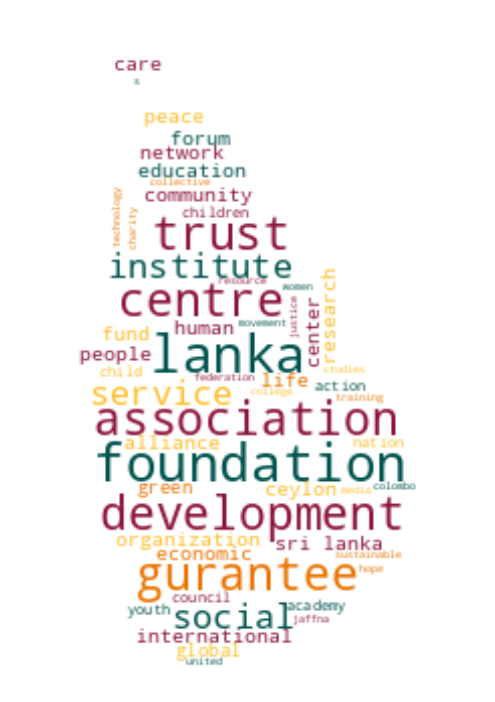 care
s
peace
forum
network
education
collective
community
technology
charity
children
trust
institute
resource
women
centre
research
justice
center
movement
human
fund
people
lanka
studies
child
federation
life
action
service
college
training
association
alliance
nation
foundation
green
ceylon
media
colombo
development
organization
sri lanka
economic
sustainable
gurantee
hope
council
youth
social
academy
jaffna
international
global
united